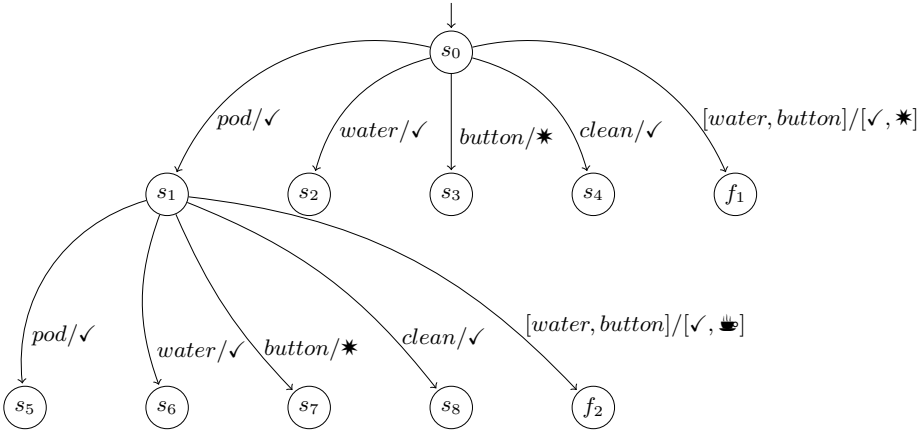 s₀
pod/✓
water/✓
button/✷
clean/✓
[water, button]/[✓, ✷]
s₁
s₂
s₃
s₄
f₁
pod/✓
water/✓
button/✷
clean/✓
[water, button]/[✓, ☕]
s₅
s₆
s₇
s₈
f₂